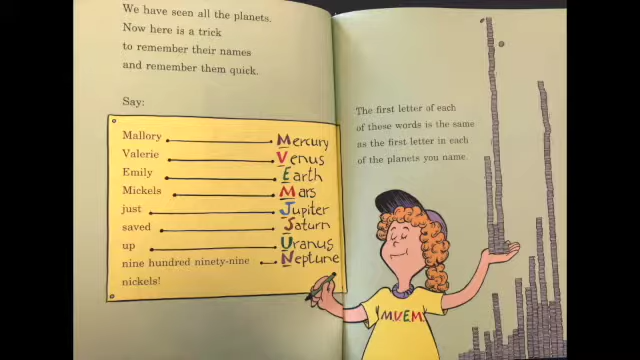 We have seen all the planets.
Now here is a trick
to remember their names
and remember them quick.
Say:
Mallory Mercury
Valerie Venus
Emily Earth
Mickels Mars
just Jupiter
saved Saturn
up Uranus
nine hundred ninety-nine Neptune
nickels!
The first letter of each
of these words is the same
as the first letter in each
of the planets you name.
M.V.E.M.